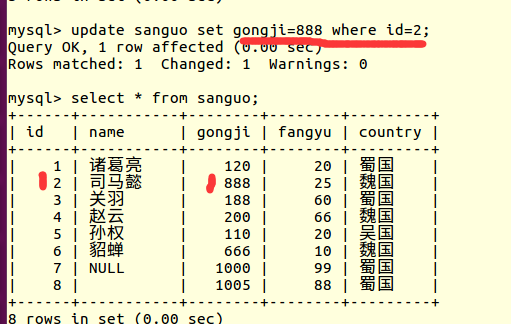 mysql> update sanguo set gongji=888 where id=2;
Query OK, 1 row affected (0.00 sec)
Rows matched: 1  Changed: 1  Warnings: 0
mysql> select * from sanguo;
+------+-----------+--------+--------+---------+
| id | name | gongji | fangyu | country |
+------+-----------+--------+--------+---------+
| 1 | 诸葛亮 | 120 | 20 | 蜀国 |
| 2 | 司马懿 | 888 | 25 | 魏国 |
| 3 | 关羽 | 188 | 60 | 蜀国 |
| 4 | 赵云 | 200 | 66 | 魏国 |
| 5 | 孙权 | 110 | 20 | 吴国 |
| 6 | 貂蝉 | 666 | 10 | 魏国 |
| 7 | NULL | 1000 | 99 | 蜀国 |
| 8 | | 1005 | 88 | 蜀国 |
+------+-----------+--------+--------+---------+
8 rows in set (0.00 sec)